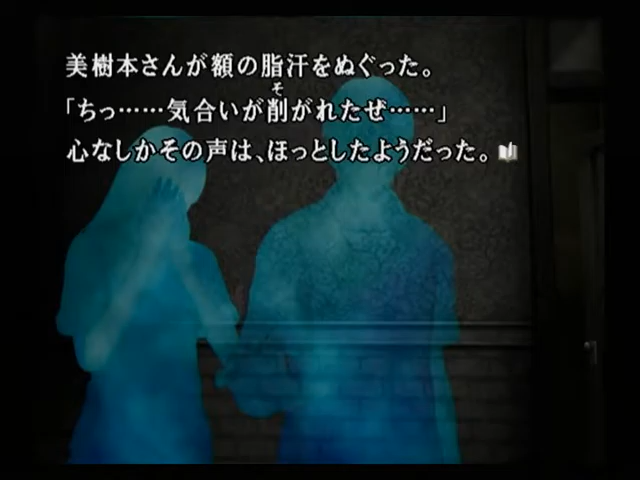 美樹本さんが額の脂汗をぬぐった。
「ちっ……気合いが削がれたぜ……」
心なしかその声は、ほっとしたようだった。